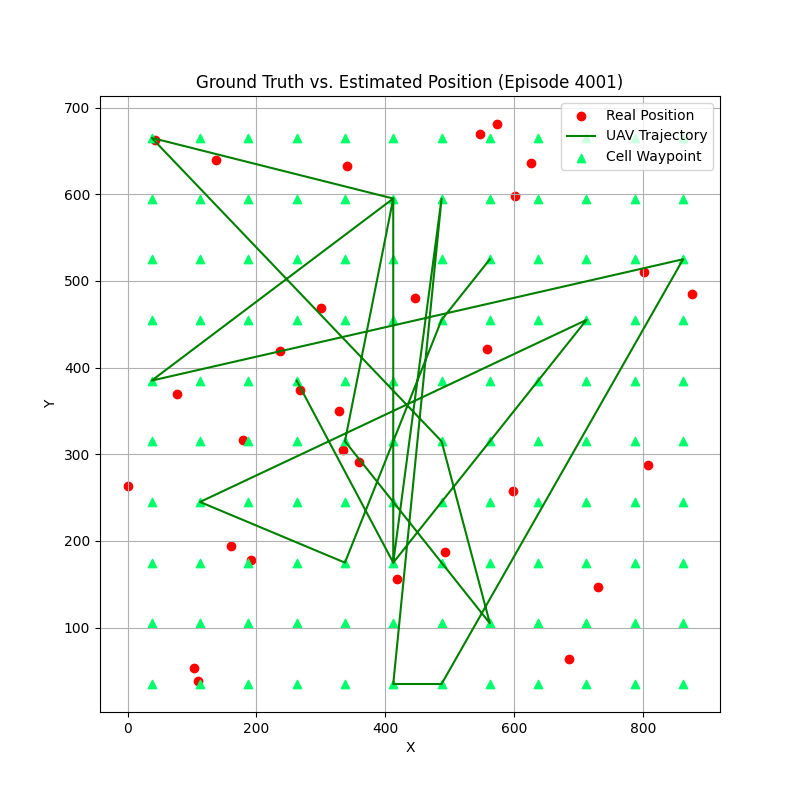 Ground Truth vs. Estimated Position (Episode 4001)
Real Position
UAV Trajectory
Cell Waypoint
700
600
500
400
300
200
100
Y
0
200
400
600
800
X